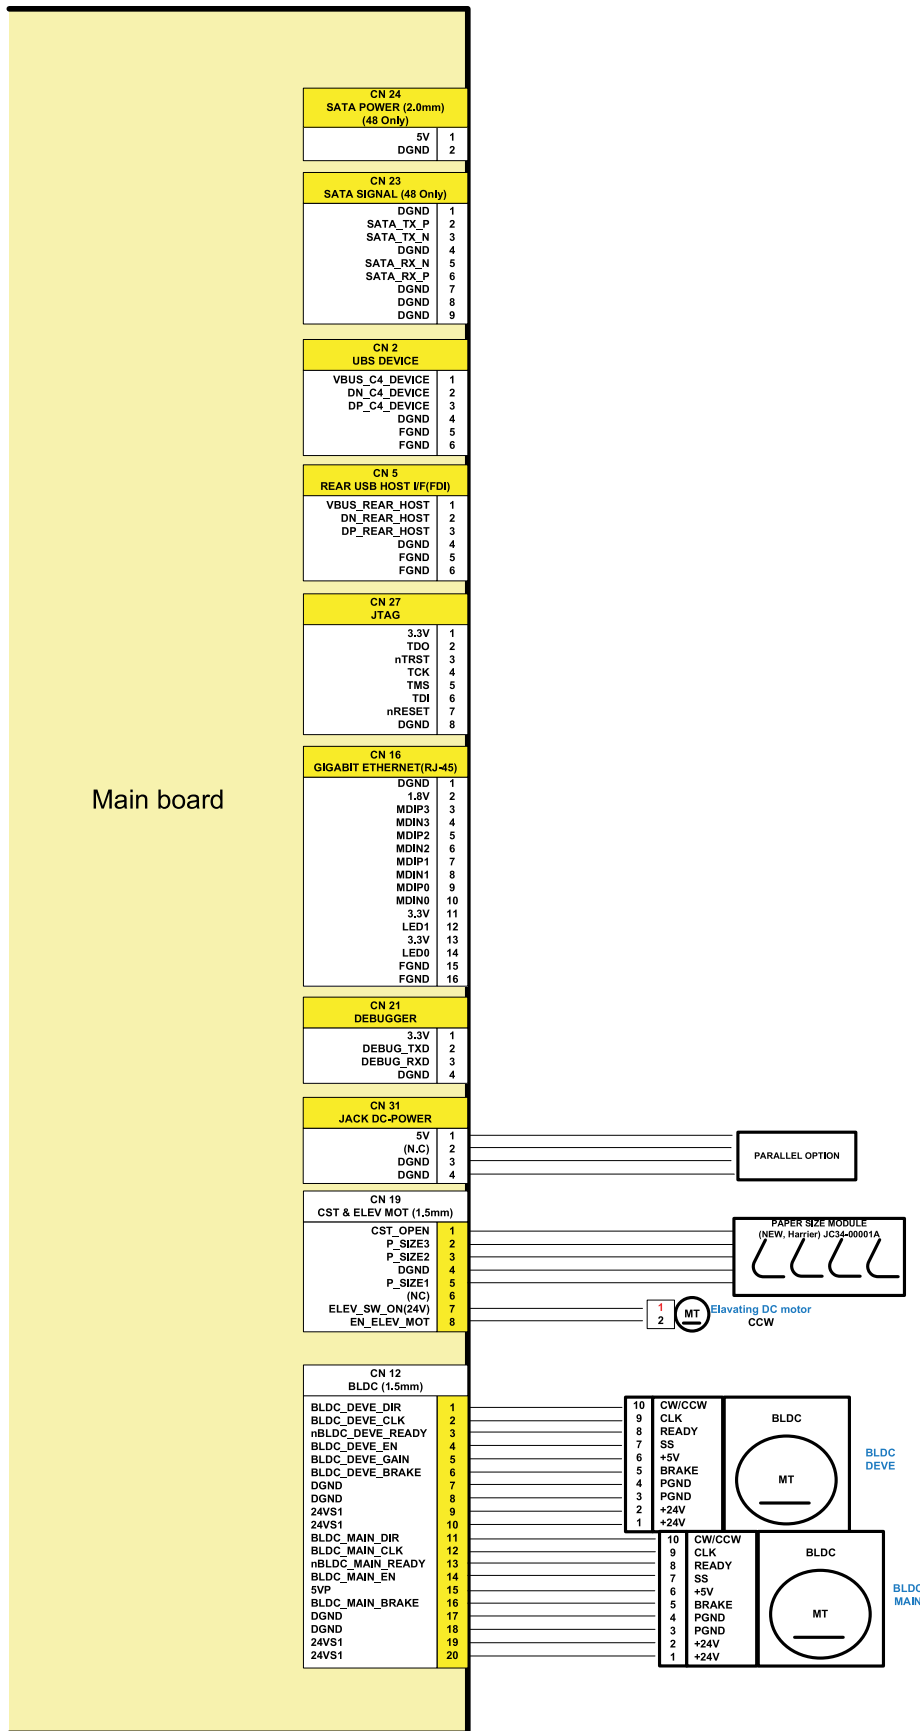 CN 24
SATA POWER (2.0mm)
(48 Only)
5V 1
DGND 2
CN 23
SATA SIGNAL (48 Only)
DGND 1
SATA_TX_P 2
SATA_TX_N 3
DGND 4
SATA_RX_N 5
SATA_RX_P 6
DGND 7
DGND 8
DGND 9
CN 2
UBS DEVICE
VBUS_C4_DEVICE 1
DN_C4_DEVICE 2
DP_C4_DEVICE 3
DGND 4
FGND 5
FGND 6
CN 5
REAR USB HOST I/F(FDI)
VBUS_REAR_HOST 1
DN_REAR_HOST 2
DP_REAR_HOST 3
DGND 4
FGND 5
FGND 6
CN 27
JTAG
3.3V 1
TDO 2
nTRST 3
TCK 4
TMS 5
TDI 6
nRESET 7
DGND 8
Main board
CN 16
GIGABIT ETHERNET(RJ-45)
DGND 1
1.8V 2
MDIP3 3
MDIN3 4
MDIP2 5
MDIN2 6
MDIP1 7
MDIN1 8
MDIP0 9
MDIN0 10
3.3V 11
LED1 12
3.3V 13
LED0 14
FGND 15
FGND 16
CN 21
DEBUGGER
3.3V 1
DEBUG_TXD 2
DEBUG_RXD 3
DGND 4
CN 31
JACK DC-POWER
5V 1
(N.C) 2
DGND 3
DGND 4
PARALLEL OPTION
CN 19
CST & ELEV MOT (1.5mm)
CST_OPEN 1
P_SIZE3 2
P_SIZE2 3
DGND 4
P_SIZE1 5
(NC) 6
ELEV_SW_ON(24V) 7
EN_ELEV_MOT 8
PAPER SIZE MODULE
(NEW, Harrier) JC34-00001A
1
2
MT
Elavating DC motor
CCW
CN 12
BLDC (1.5mm)
BLDC_DEVE_DIR 1
BLDC_DEVE_CLK 2
nBLDC_DEVE_READY 3
BLDC_DEVE_EN 4
BLDC_DEVE_GAIN 5
BLDC_DEVE_BRAKE 6
DGND 7
DGND 8
24VS1 9
24VS1 10
BLDC_MAIN_DIR 11
BLDC_MAIN_CLK 12
nBLDC_MAIN_READY 13
BLDC_MAIN_EN 14
5VP 15
BLDC_MAIN_BRAKE 16
DGND 17
DGND 18
24VS1 19
24VS1 20
10 CW/CCW
9 CLK
8 READY
7 SS
6 +5V
5 BRAKE
4 PGND
3 PGND
2 +24V
1 +24V
BLDC
MT
BLDC
DEVE
10 CW/CCW
9 CLK
8 READY
7 SS
6 +5V
5 BRAKE
4 PGND
3 PGND
2 +24V
1 +24V
BLDC
MT
BLDC
MAIN